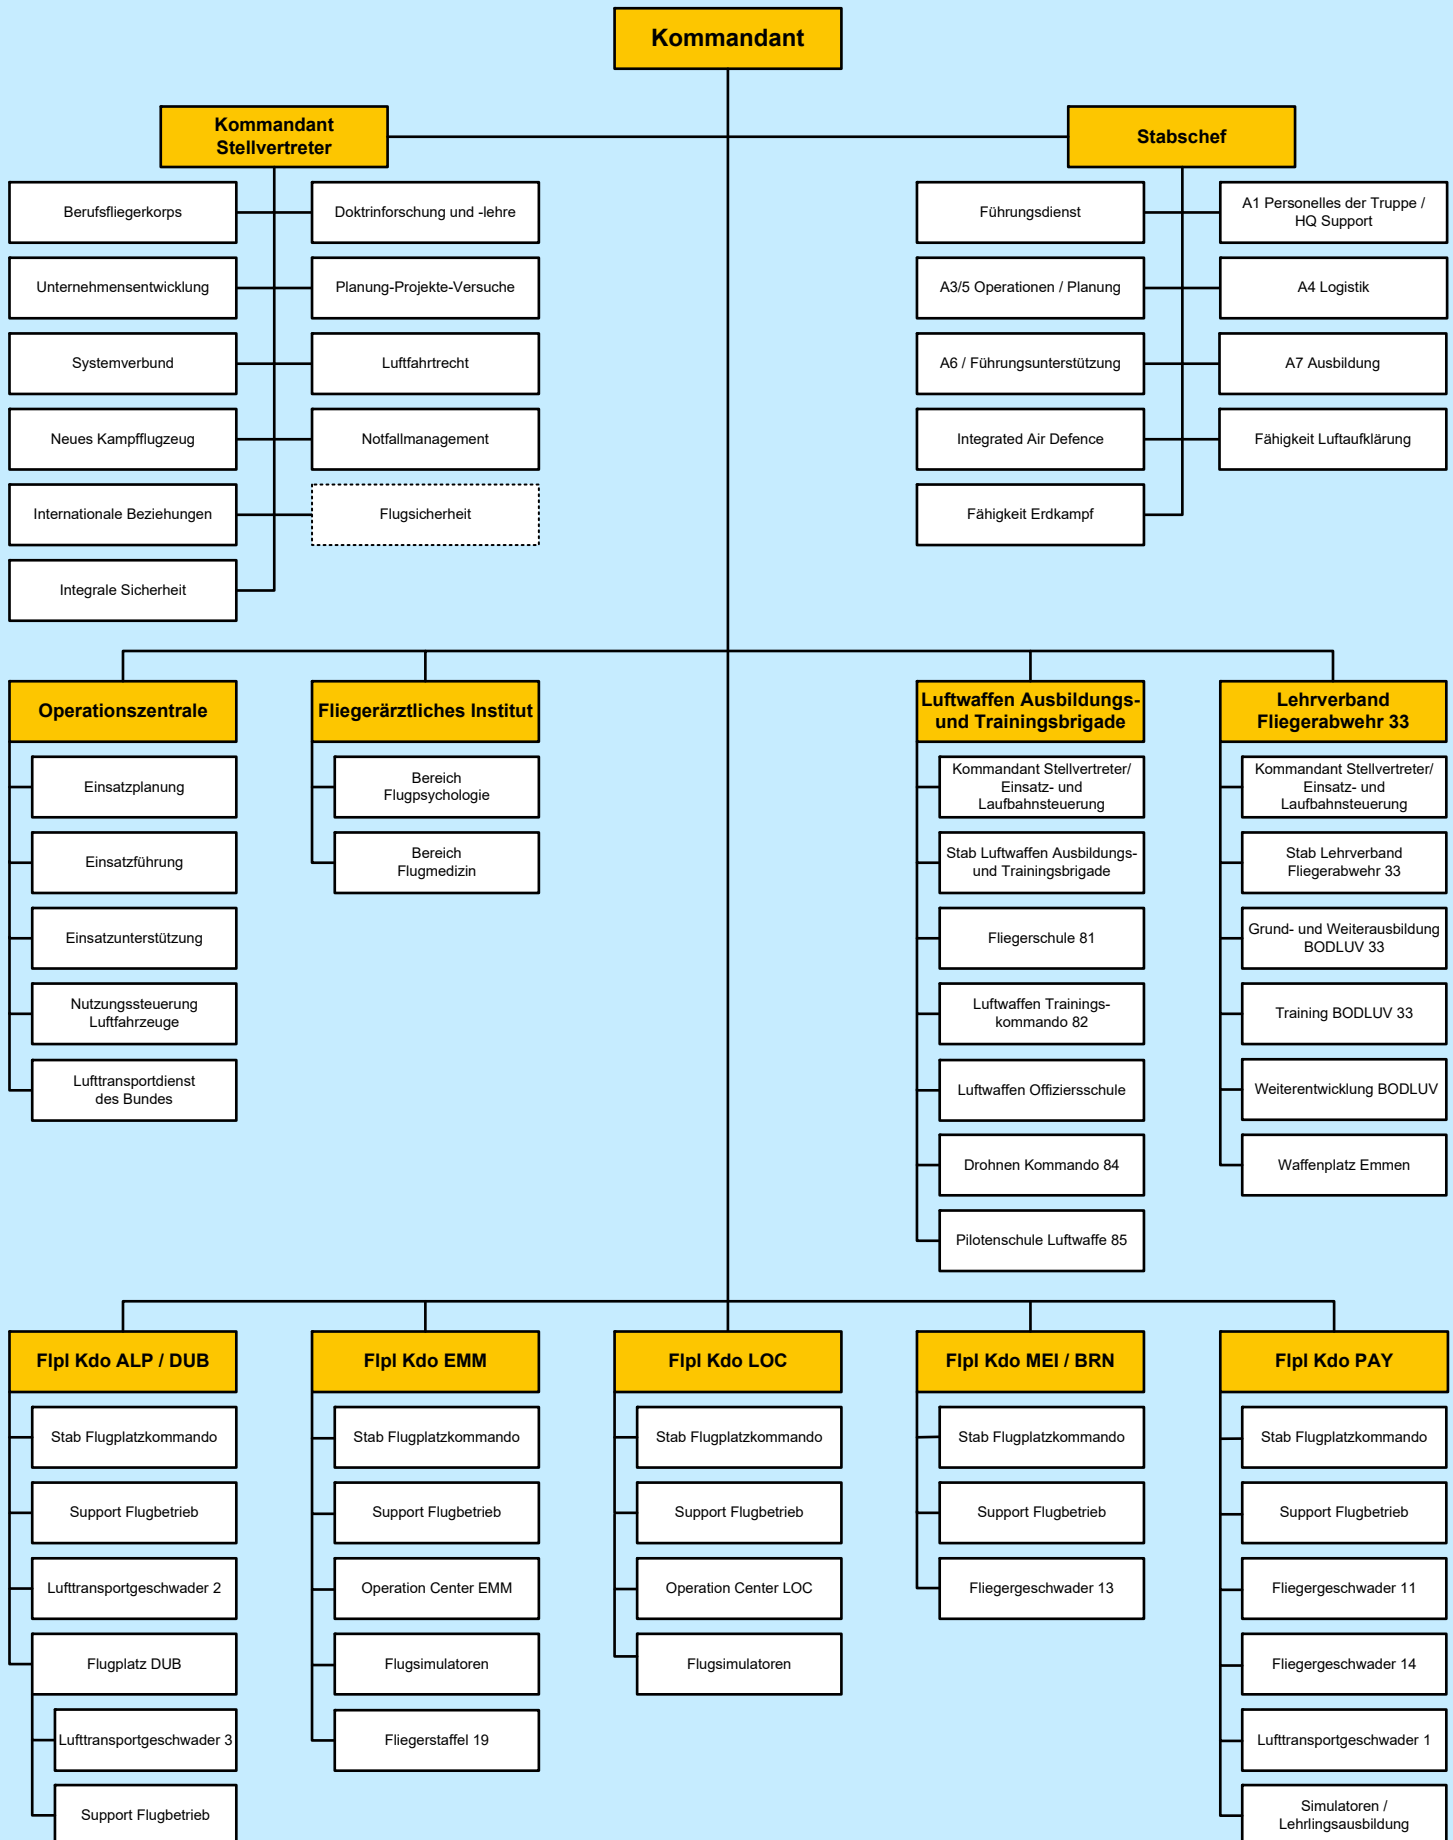 Kommandant
Kommandant
Stellvertreter
Berufsfliegerkorps
Doktrinforschung und -lehre
Unternehmensentwicklung
Planung-Projekte-Versuche
Systemverbund
Luftfahrtrecht
Neues Kampfflugzeug
Notfallmanagement
Internationale Beziehungen
Flugsicherheit
Integrale Sicherheit
Stabschef
Führungsdienst
A1 Personelles der Truppe /
HQ Support
A3/5 Operationen / Planung
A4 Logistik
A6 / Führungsunterstützung
A7 Ausbildung
Integrated Air Defence
Fähigkeit Luftaufklärung
Fähigkeit Erdkampf
Operationszentrale
Einsatzplanung
Einsatzführung
Einsatzunterstützung
Nutzungssteuerung
Luftfahrzeuge
Lufttransportdienst
des Bundes
Fliegerärztliches Institut
Bereich
Flugpsychologie
Bereich
Flugmedizin
Luftwaffen Ausbildungs-
und Trainingsbrigade
Kommandant Stellvertreter/
Einsatz- und
Laufbahnsteuerung
Stab Luftwaffen Ausbildungs-
und Trainingsbrigade
Fliegerschule 81
Luftwaffen Trainings-
kommando 82
Luftwaffen Offiziersschule
Drohnen Kommando 84
Pilotenschule Luftwaffe 85
Lehrverband
Fliegerabwehr 33
Kommandant Stellvertreter/
Einsatz- und
Laufbahnsteuerung
Stab Lehrverband
Fliegerabwehr 33
Grund- und Weiterausbildung
BODLUV 33
Training BODLUV 33
Weiterentwicklung BODLUV
Waffenplatz Emmen
Flpl Kdo ALP / DUB
Stab Flugplatzkommando
Support Flugbetrieb
Lufttransportgeschwader 2
Flugplatz DUB
Lufttransportgeschwader 3
Support Flugbetrieb
Flpl Kdo EMM
Stab Flugplatzkommando
Support Flugbetrieb
Operation Center EMM
Flugsimulatoren
Fliegerstaffel 19
Flpl Kdo LOC
Stab Flugplatzkommando
Support Flugbetrieb
Operation Center LOC
Flugsimulatoren
Flpl Kdo MEI / BRN
Stab Flugplatzkommando
Support Flugbetrieb
Fliegergeschwader 13
Flpl Kdo PAY
Stab Flugplatzkommando
Support Flugbetrieb
Fliegergeschwader 11
Fliegergeschwader 14
Lufttransportgeschwader 1
Simulatoren /
Lehrlingsausbildung